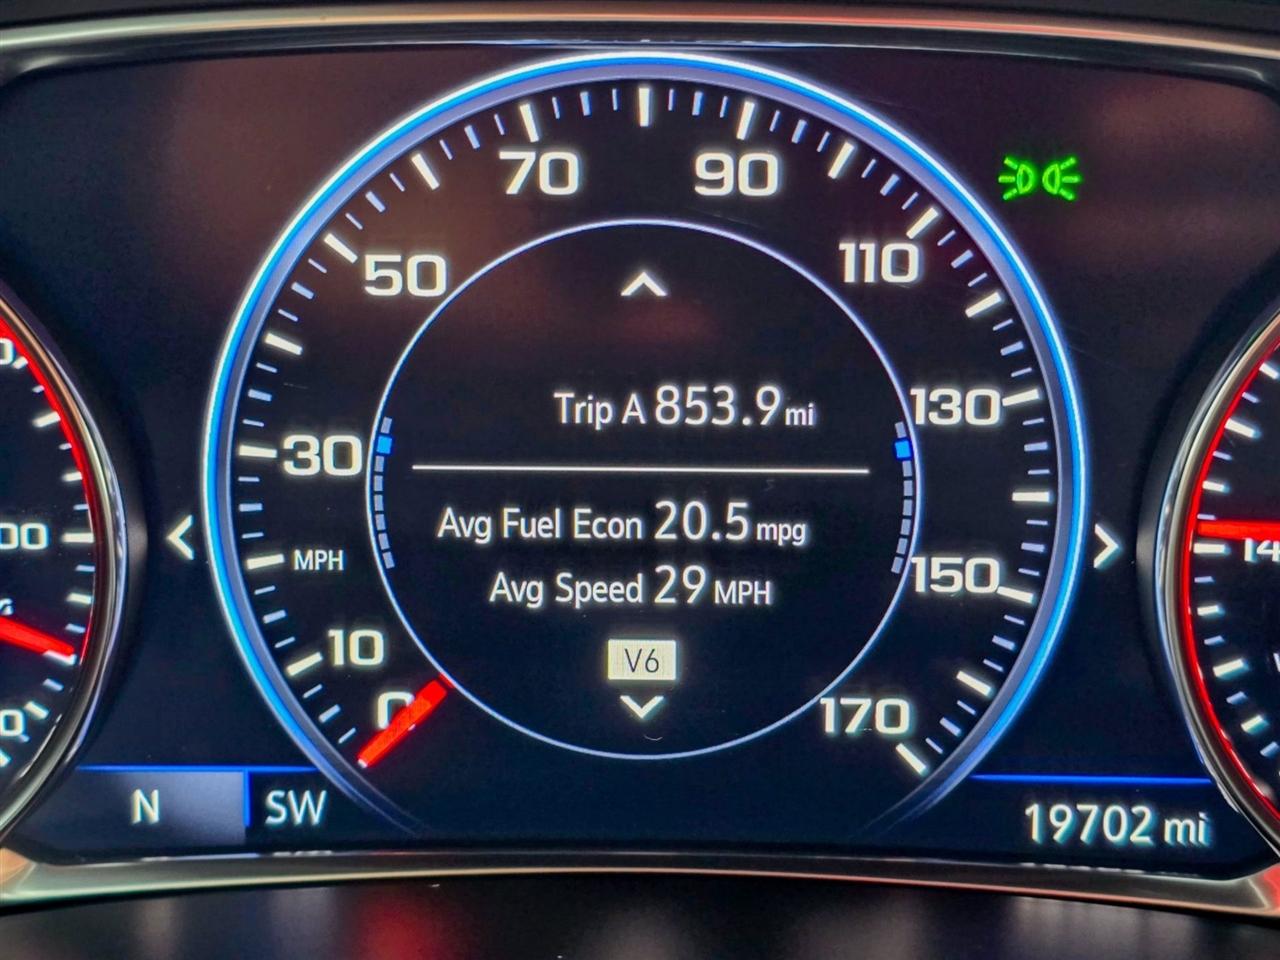 70
90
50
110
Trip A 853.9 mi
130
30
Avg Fuel Econ 20.5 mpg
MPH
Avg Speed 29 MPH
150
10
V6
0
170
N
SW
19702 mi